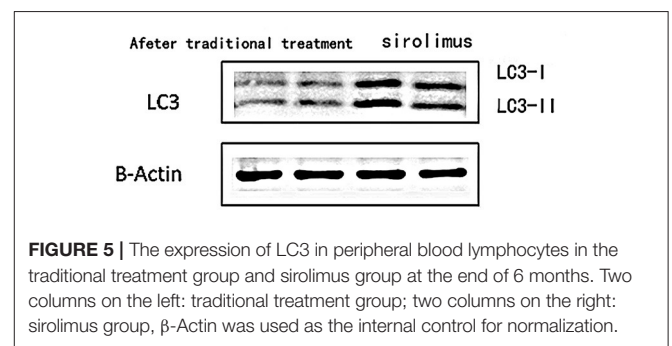 Afeter traditional treatment sirolimus
LC3-I
LC3
LC3-II
B-Actin
FIGURE 5 | The expression of LC3 in peripheral blood lymphocytes in the
traditional treatment group and sirolimus group at the end of 6 months. Two
columns on the left: traditional treatment group; two columns on the right:
sirolimus group, β-Actin was used as the internal control for normalization.